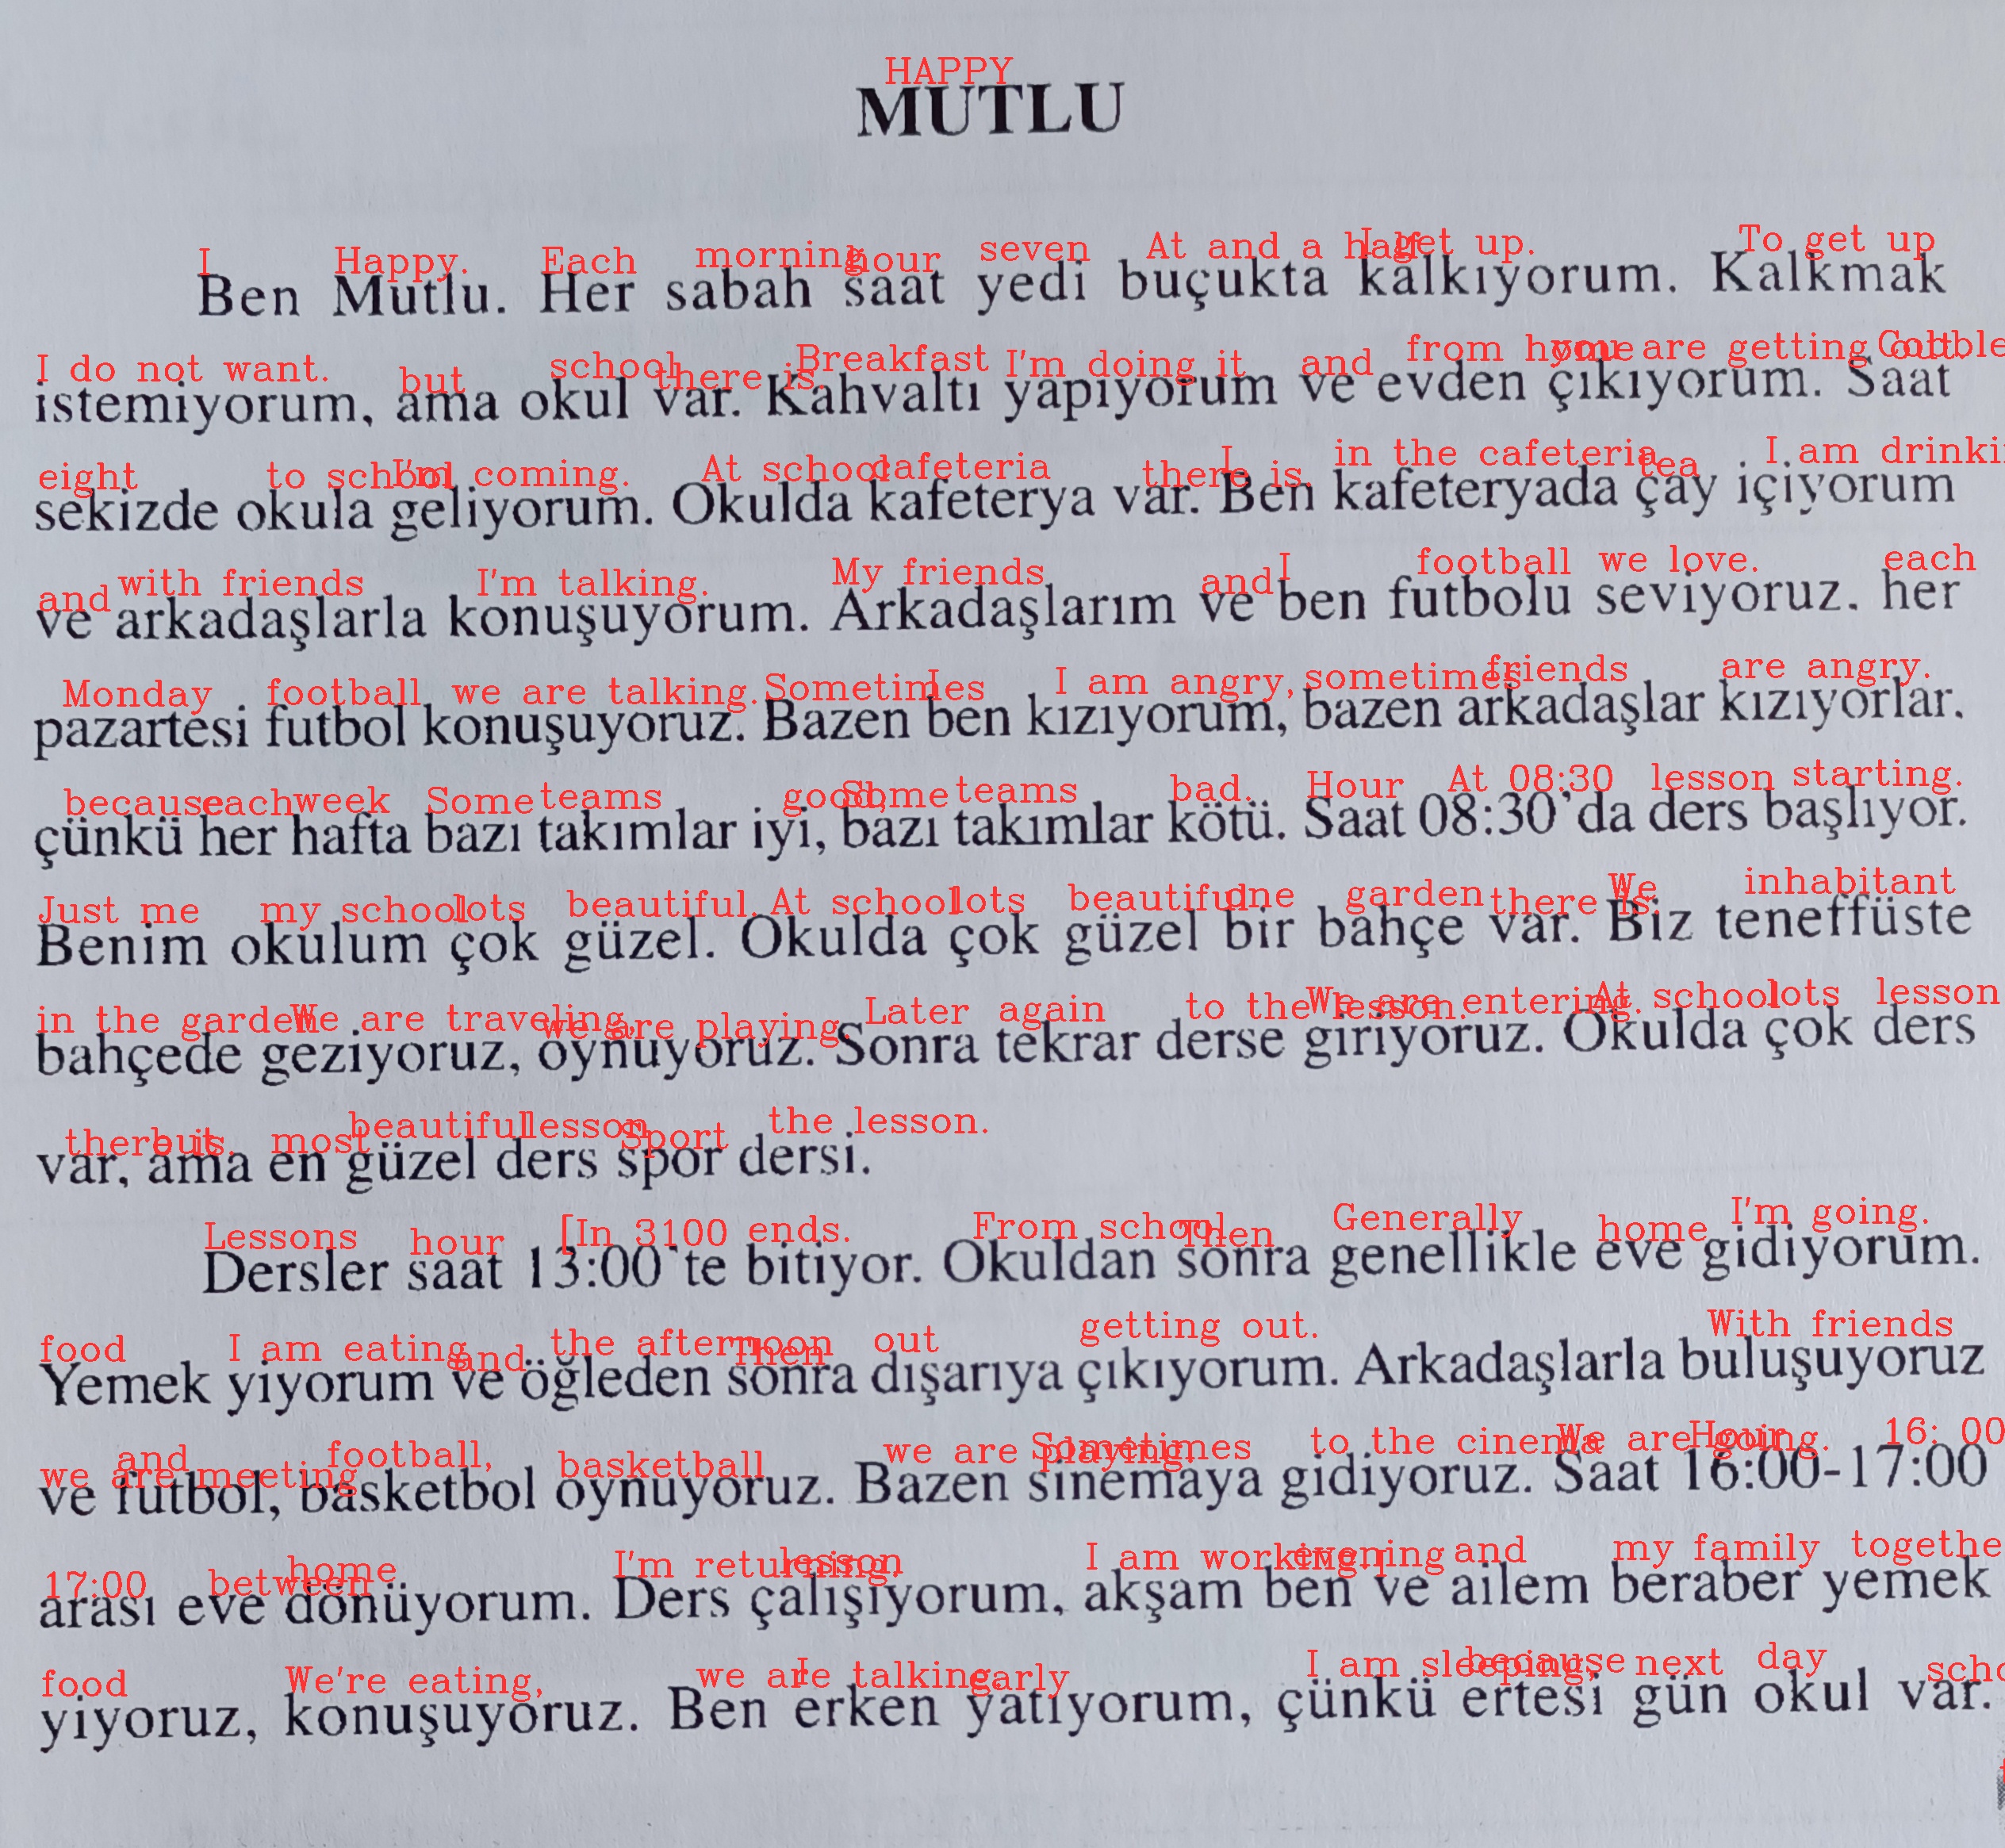 HAPPY
MUTLU
I Happy. Each morning hour seven At and a half I get up. To get up
Ben Mutlu. Her sabah saat yedi buçukta kalkıyorum. Kalkmak
I do not want. but school there is. Breakfast I'm doing it and from home you are getting out.
istemiyorum, ama okul var. Kahvaltı yapıyorum ve evden çıkıyorum. Saat
eight to school I'm coming. At school cafeteria there is. I in the cafeteria tea I am
sekizde okula geliyorum. Okulda kafeterya var. Ben kafeteryada çay içiyorum
and with friends I'm talking. My friends and I football we love. each
ve arkadaşlarla konuşuyorum. Arkadaşlarım ve ben futbolu seviyoruz. her
Monday football we are talking. Sometimes I I am angry, sometimes friends are angry.
pazartesi futbol konuşuyoruz. Bazen ben kızıyorum, bazen arkadaşlar kızıyorlar.
because each week Some teams good, Some teams bad. Hour At 08:30 lesson starting.
çünkü her hafta bazı takımlar iyi, bazı takımlar kötü. Saat 08:30'da ders başlıyor.
Just me my school lots beautiful. At school lots beautiful one garden there is. We inhabitant
Benim okulum çok güzel. Okulda çok güzel bir bahçe var. Biz teneffüste
in the garden We are traveling, we are playing. Later again to the lesson. We are entering. At school lots lesson
bahçede geziyoruz, oynuyoruz. Sonra tekrar derse giriyoruz. Okulda çok ders
there is. but most beautiful lesson Sport the lesson.
var, ama en güzel ders spor dersi.
Lessons hour [In 3100 ends. From school Then Generally home I'm going.
Dersler saat 13:00'te bitiyor. Okuldan sonra genellikle eve gidiyorum.
food I am eating and the afternoon Then out getting out. With friends
Yemek yiyorum ve öğleden sonra dışarıya çıkıyorum. Arkadaşlarla buluşuyoruz
we are meeting and football, basketball we are playing. Sometimes to the cinema We are going. Hour 16: 00
ve futbol, basketbol oynuyoruz. Bazen sinemaya gidiyoruz. Saat 16:00-17:00
17:00 between home I'm returning. lesson I am working. evening I and my family
arası eve dönüyorum. Ders çalışıyorum, akşam ben ve ailem beraber yemek
food We're eating, we are talking. I early I am sleeping, because next day
yiyoruz, konuşuyoruz. Ben erken yatıyorum, çünkü ertesi gün okul var.